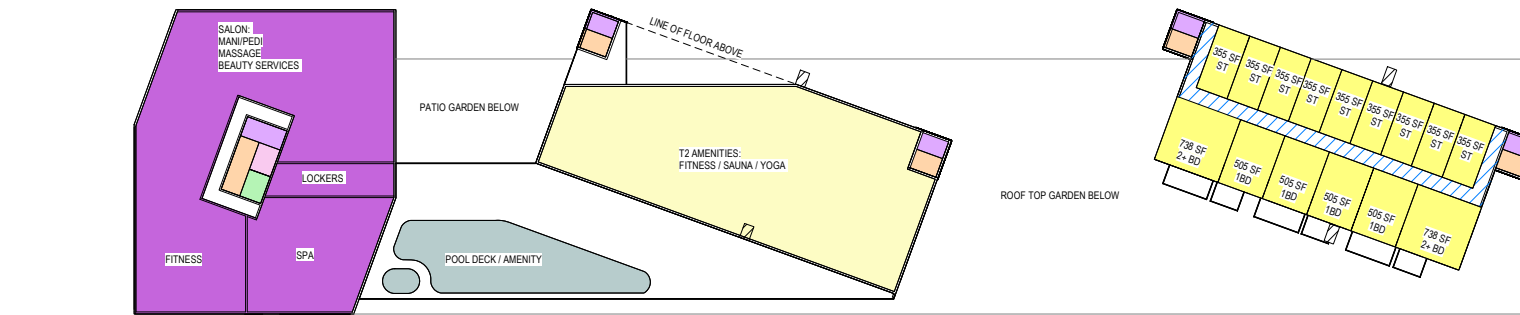 SALON:
MANI/PEDI
MASSAGE
BEAUTY SERVICES
LOCKERS
FITNESS
SPA
PATIO GARDEN BELOW
LINE OF FLOOR ABOVE
T2 AMENITIES:
FITNESS / SAUNA / YOGA
POOL DECK / AMENITY
ROOF TOP GARDEN BELOW
355 SF
ST
355 SF
ST
355 SF
ST
355 SF
ST
355 SF
ST
355 SF
ST
355 SF
ST
355 SF
ST
355 SF
ST
738 SF
2+ BD
505 SF
1BD
505 SF
1BD
505 SF
1BD
505 SF
1BD
738 SF
2+ BD